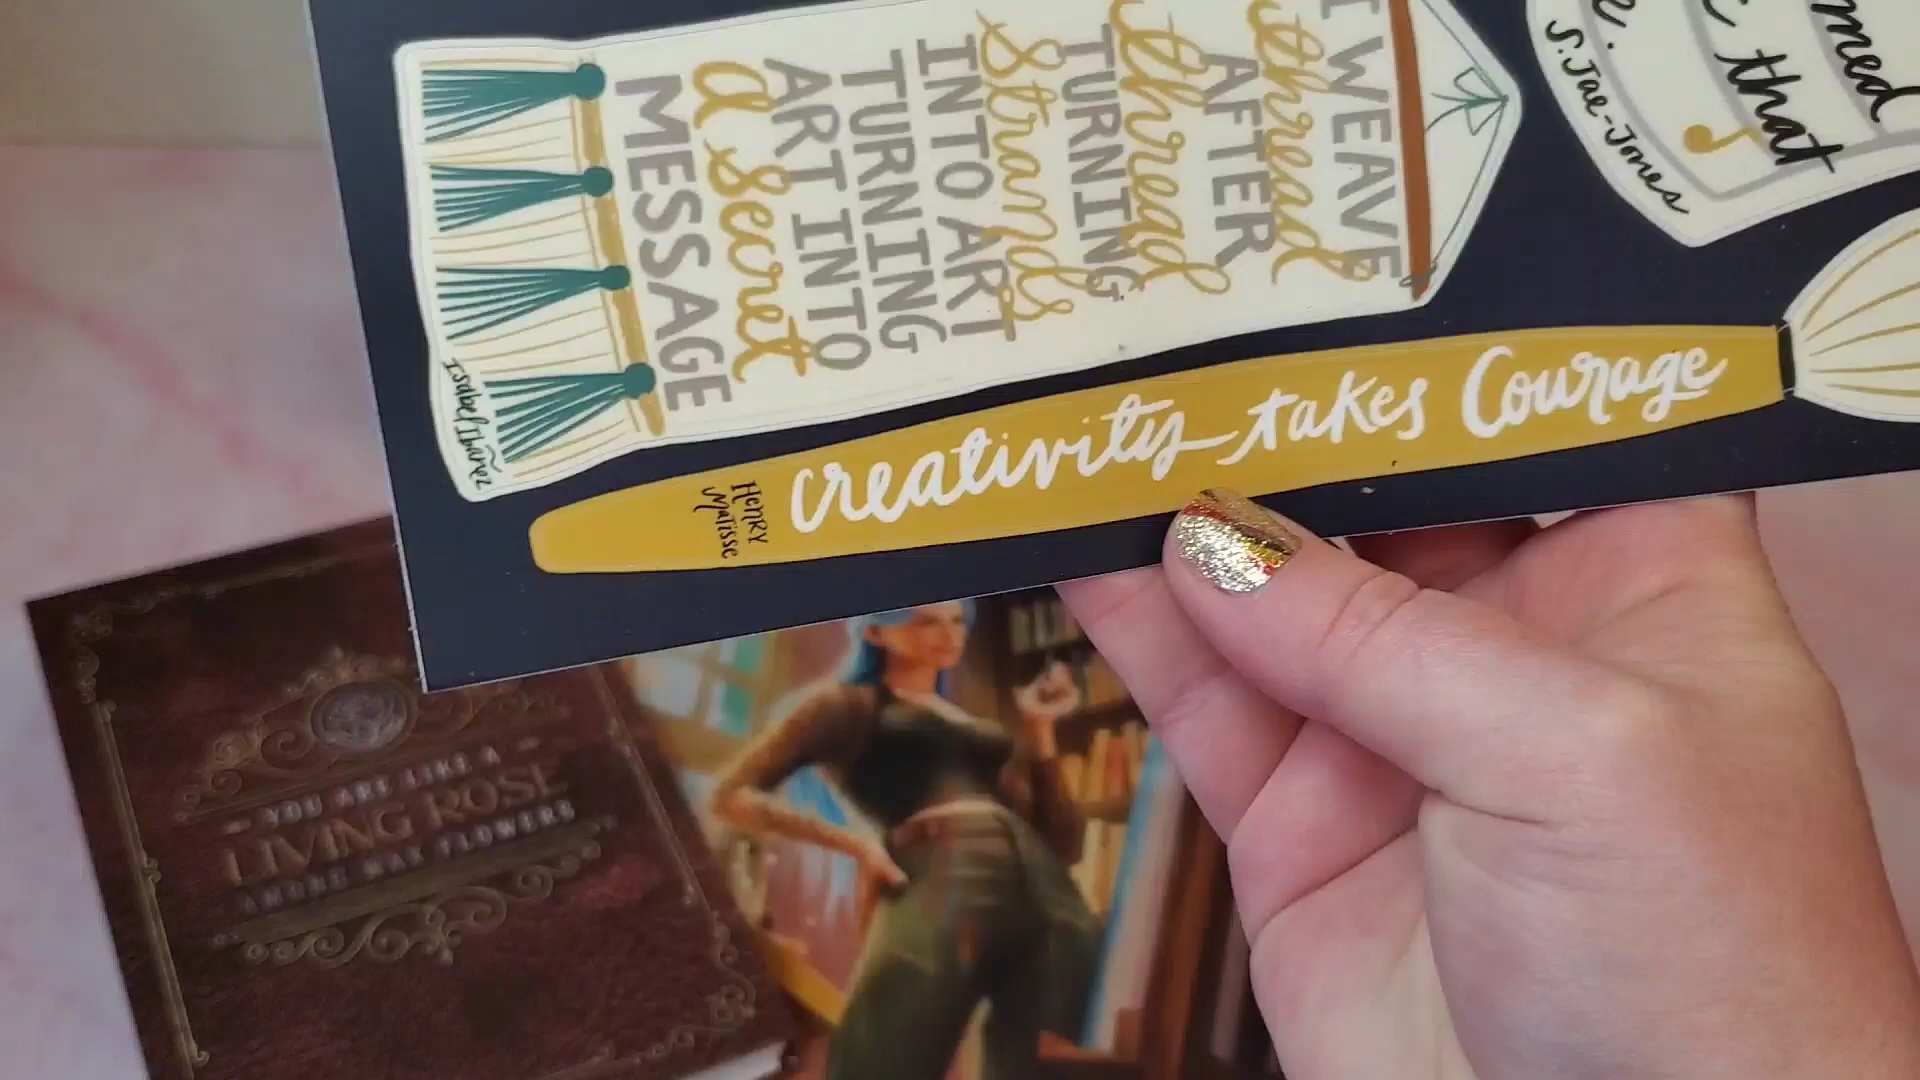 I WEAVE
thread
AFTER
thread
TURNING
Strands
INTO ART
TURNING
ART INTO
a secret
MESSAGE
Isabel Ibañez
e.
c that
med
S. Jae-Jones
Creativity takes Courage
HENRY
Matisse
YOU ARE LIKE A
LIVING ROSE
AMONG WAX FLOWERS